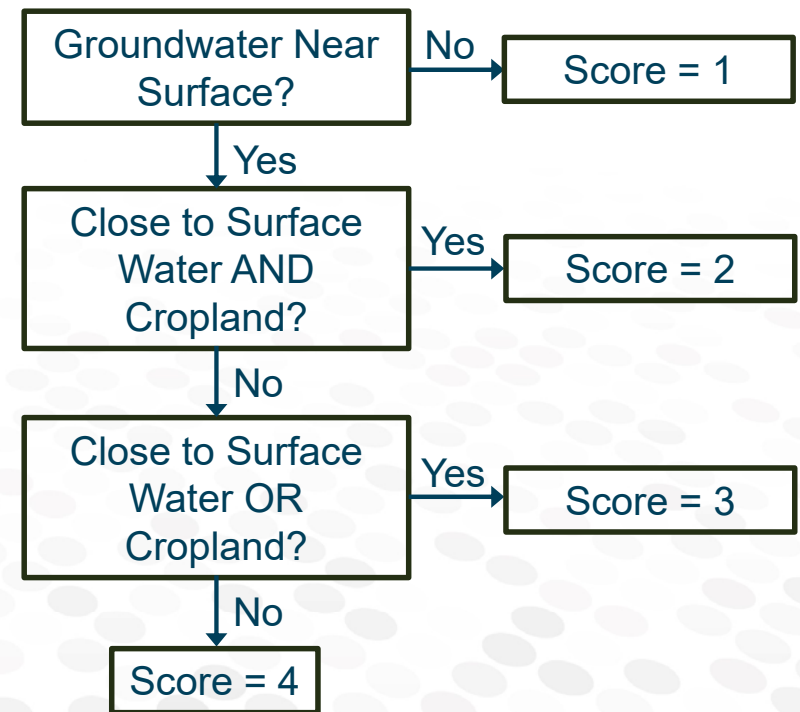 Groundwater Near
Surface?
No
Score = 1
Yes
Close to Surface
Water AND
Cropland?
Yes
Score = 2
No
Close to Surface
Water OR
Cropland?
Yes
Score = 3
No
Score = 4